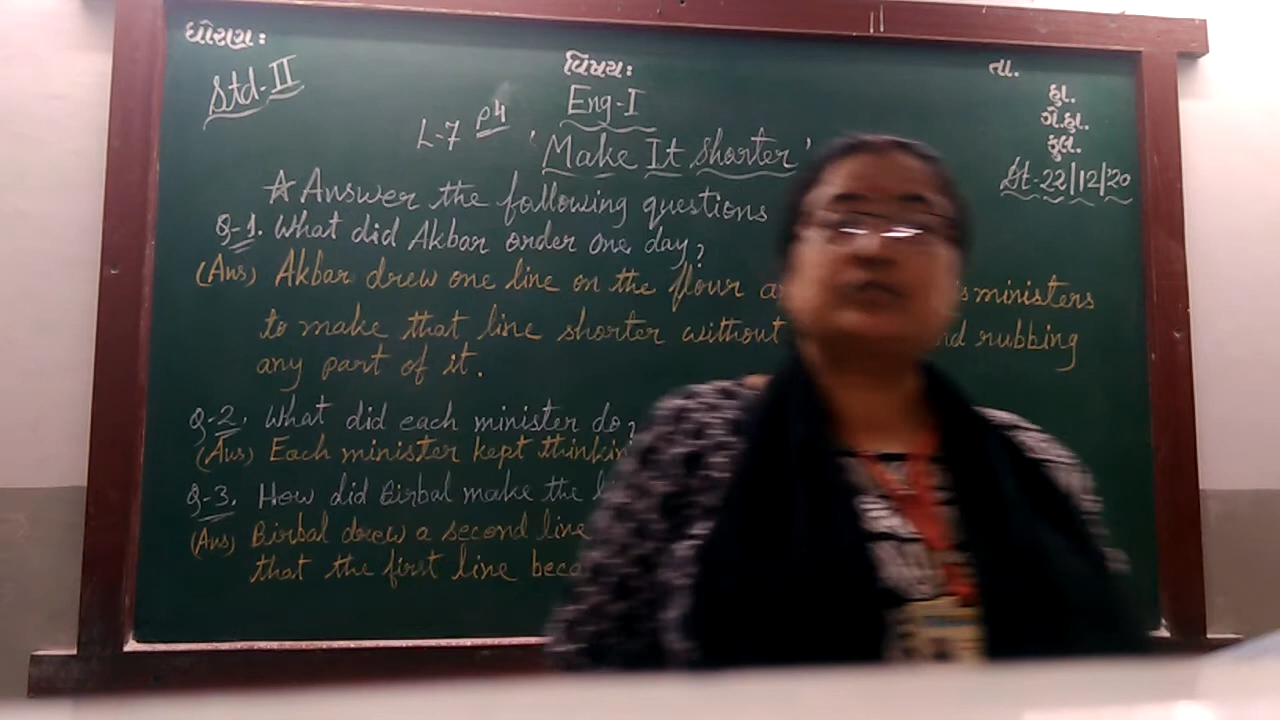 ધોરણ:
Std-II
વિષય:
Eng-I
તા.
હા.
ગે.હા.
કુલ.
Dt-22/12/20
L-7 P4 'Make It shorter'
☆ Answer the following questions
Q-1. What did Akbar order one day?
(Ans) Akbar drew one line on the flour ministers
to make that line shorter without rubbing
any part of it.
Q-2. What did each minister do?
(Ans) Each minister kept
Q-3. How did Birbal make the
(Ans) Birbal drew a second line
that the first line